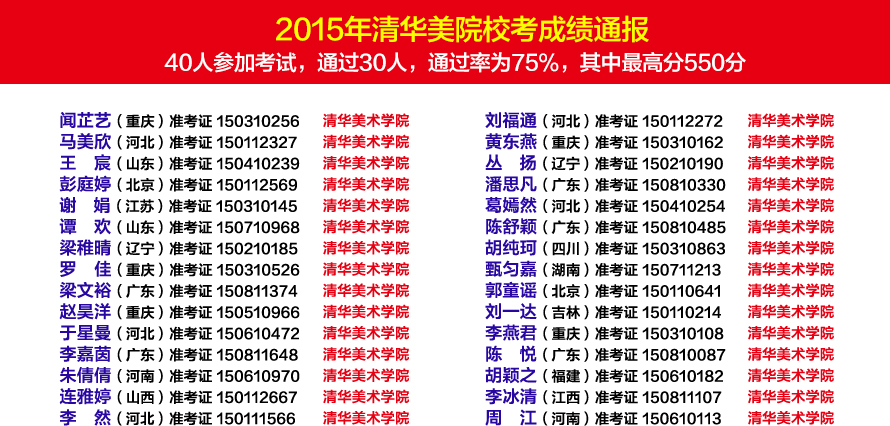 2015年清华美院校考成绩通报
40人参加考试，通过30人，通过率为75%，其中最高分550分
闻芷艺（重庆）准考证 150310256 清华美术学院
马美欣（河北）准考证 150112327 清华美术学院
王 宸（山东）准考证 150410239 清华美术学院
彭庭婷（北京）准考证 150112569 清华美术学院
谢 娟（江苏）准考证 150310145 清华美术学院
谭 欢（山东）准考证 150710968 清华美术学院
梁稚晴（辽宁）准考证 150210185 清华美术学院
罗 佳（重庆）准考证 150310526 清华美术学院
梁文裕（广东）准考证 150811374 清华美术学院
赵昊洋（重庆）准考证 150510966 清华美术学院
于星曼（河北）准考证 150610472 清华美术学院
李嘉茵（广东）准考证 150811648 清华美术学院
朱倩倩（河南）准考证 150610970 清华美术学院
连雅婷（山西）准考证 150112667 清华美术学院
李 然（河北）准考证 150111566 清华美术学院
刘福通（河北）准考证 150112272 清华美术学院
黄东燕（重庆）准考证 150310162 清华美术学院
丛 扬（辽宁）准考证 150210190 清华美术学院
潘思凡（广东）准考证 150810330 清华美术学院
葛嫣然（河北）准考证 150410254 清华美术学院
陈舒颖（广东）准考证 150810485 清华美术学院
胡纯珂（四川）准考证 150310863 清华美术学院
甄匀嘉（湖南）准考证 150711213 清华美术学院
郭童谣（北京）准考证 150110641 清华美术学院
刘一达（吉林）准考证 150110214 清华美术学院
李燕君（重庆）准考证 150310108 清华美术学院
陈 悦（广东）准考证 150810087 清华美术学院
胡颖之（福建）准考证 150610182 清华美术学院
李冰清（江西）准考证 150811107 清华美术学院
周 江（河南）准考证 150610113 清华美术学院